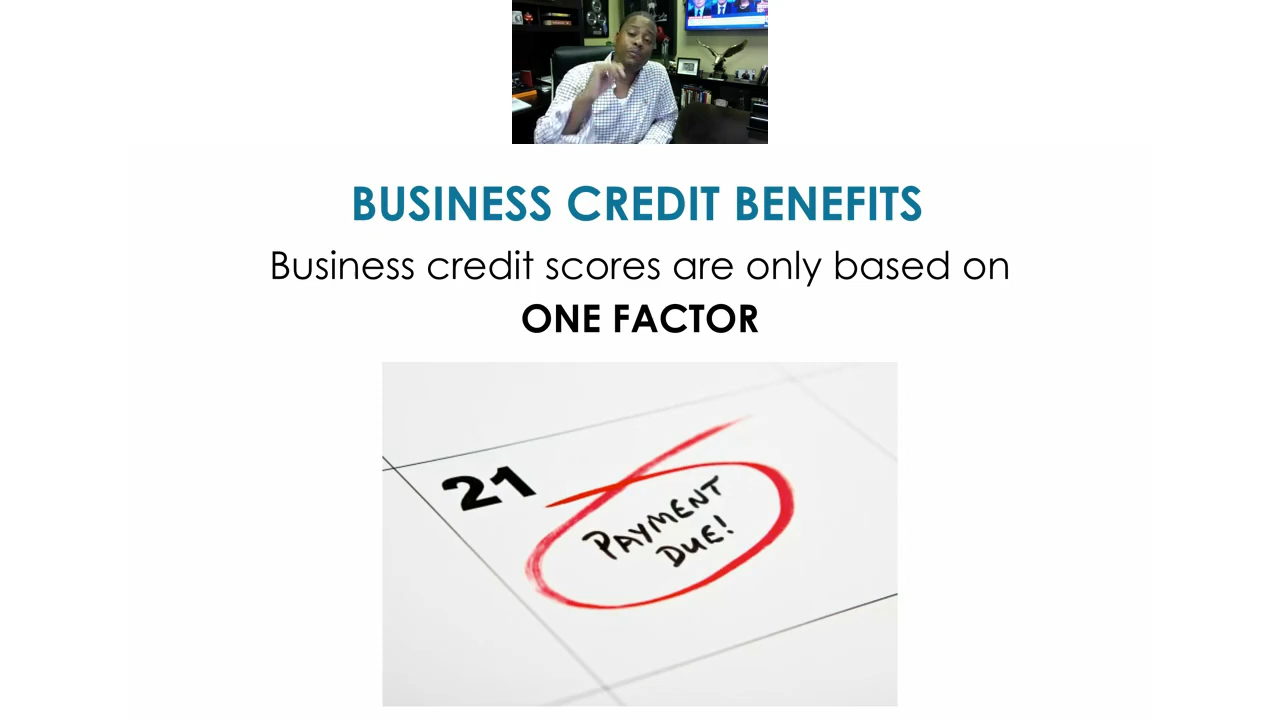 BUSINESS CREDIT BENEFITS
Business credit scores are only based on
ONE FACTOR
21
PAYMENT
DUE!